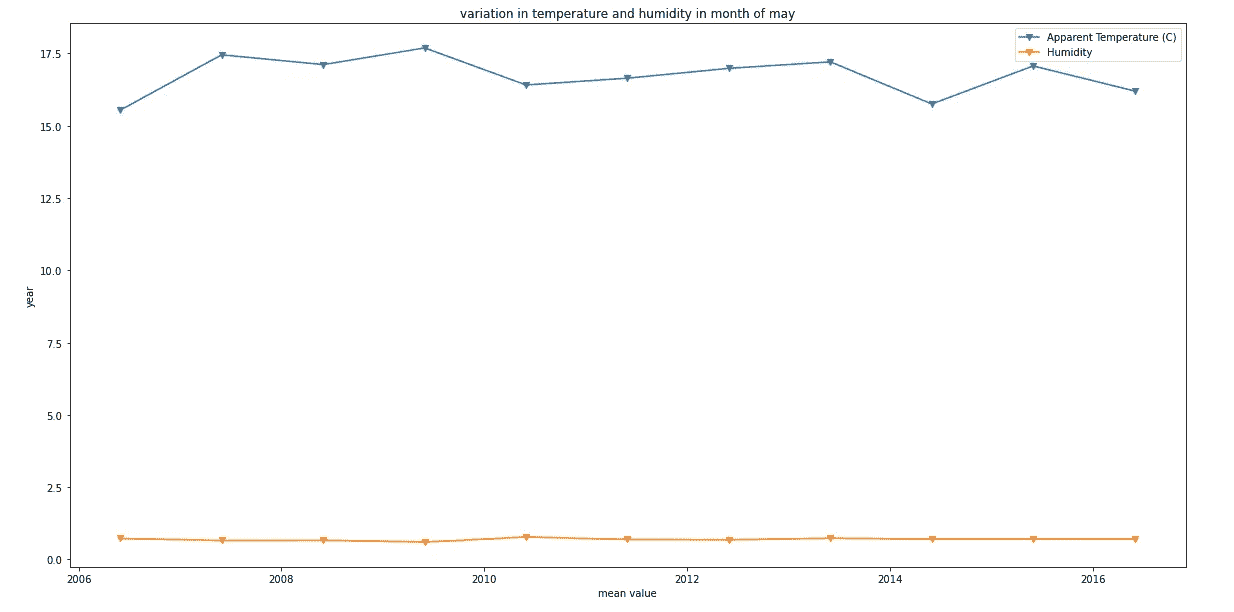 variation in temperature and humidity in month of may
Apparent Temperature (C)
Humidity
17.5
15.0
12.5
10.0
year
7.5
5.0
2.5
0.0
2006 2008 2010 2012 2014 2016
mean value